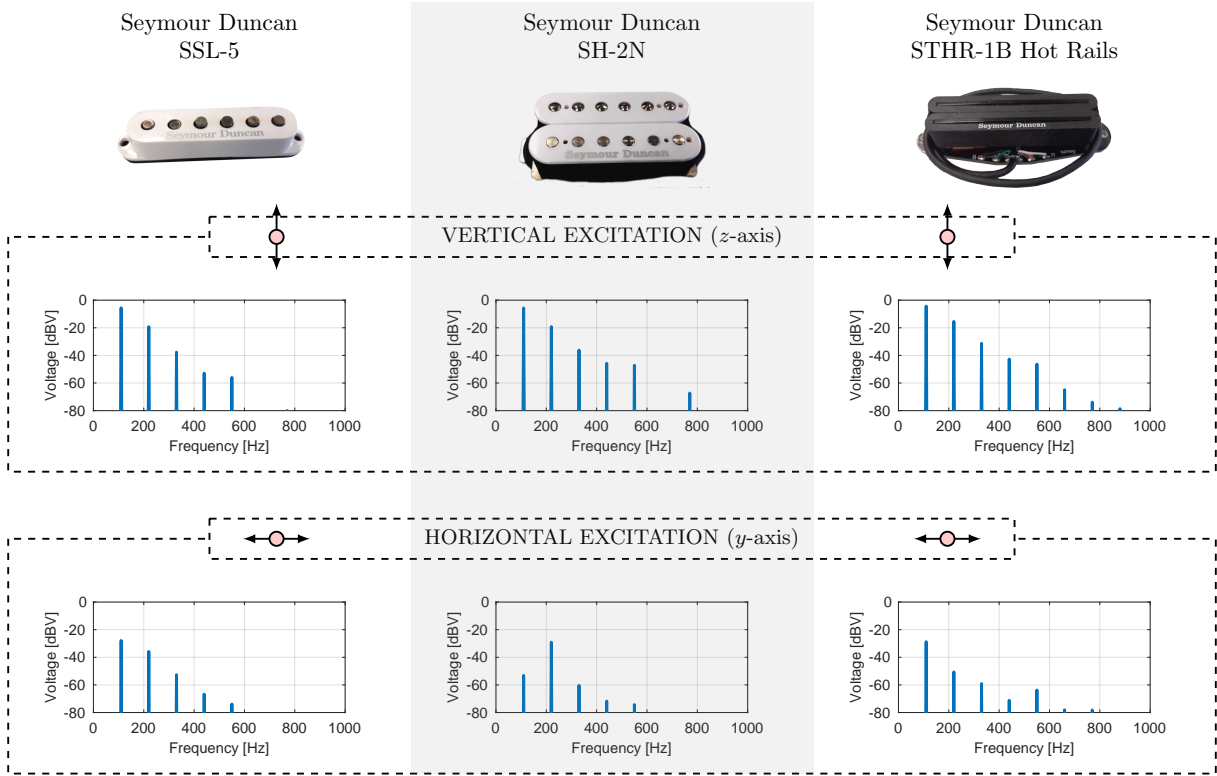 Seymour Duncan
SSL-5
Seymour Duncan
SH-2N
Seymour Duncan
STHR-1B Hot Rails
Seymour Duncan
Seymour Duncan
Seymour Duncan
VERTICAL EXCITATION (z-axis)
Voltage [dBV]
0
-20
-40
-60
-80
0 200 400 600 800 1000
Frequency [Hz]
Voltage [dBV]
0
-20
-40
-60
-80
0 200 400 600 800 1000
Frequency [Hz]
Voltage [dBV]
0
-20
-40
-60
-80
0 200 400 600 800 1000
Frequency [Hz]
HORIZONTAL EXCITATION (y-axis)
Voltage [dBV]
0
-20
-40
-60
-80
0 200 400 600 800 1000
Frequency [Hz]
Voltage [dBV]
0
-20
-40
-60
-80
0 200 400 600 800 1000
Frequency [Hz]
Voltage [dBV]
0
-20
-40
-60
-80
0 200 400 600 800 1000
Frequency [Hz]